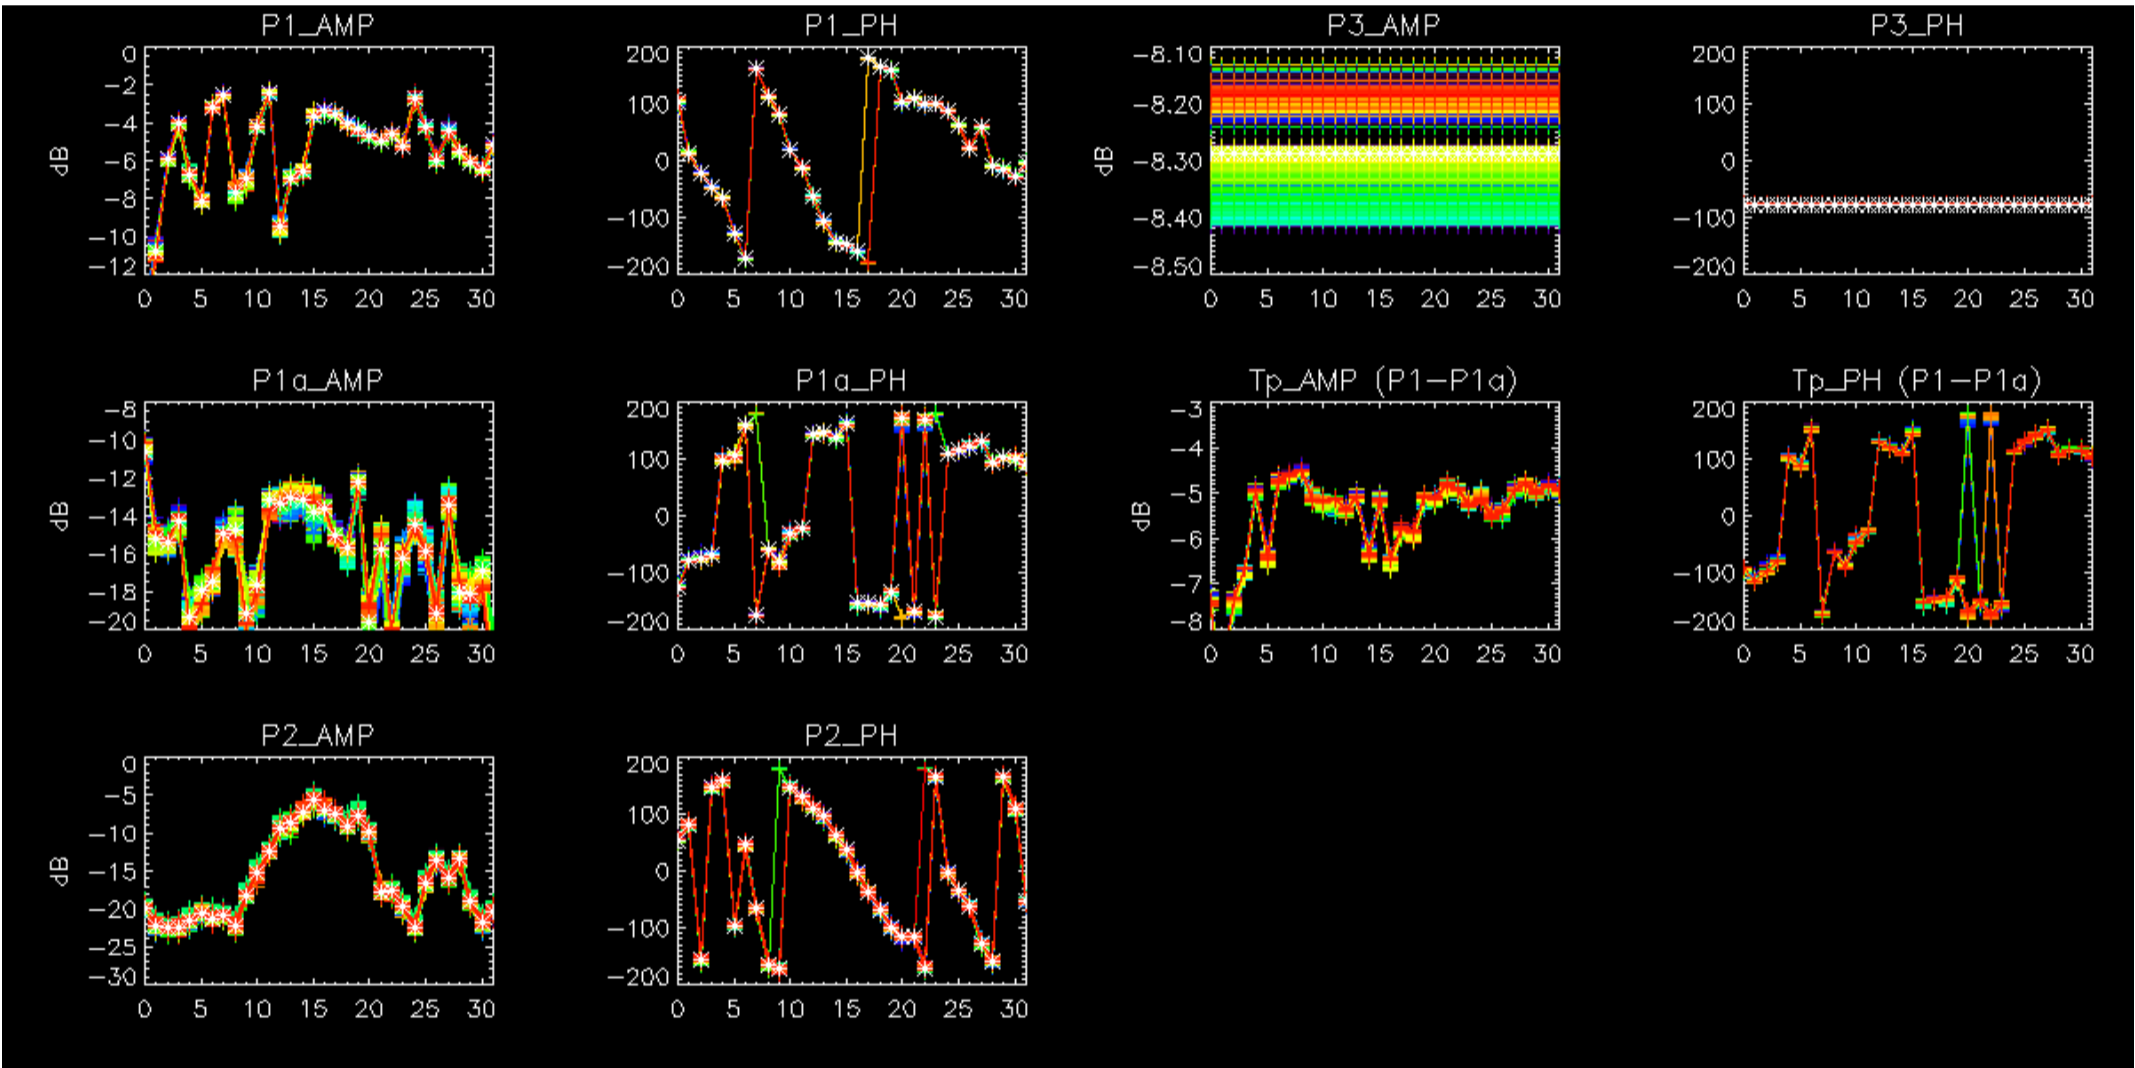 P1_AMP P1_PH P3_AMP P3_PH
dB 0 −2 −4 −6 −8 −10 −12
200 100 0 −100 −200
dB −8.10 −8.20 −8.30 −8.40 −8.50
200 100 0 −100 −200
0 5 10 15 20 25 30
0 5 10 15 20 25 30
0 5 10 15 20 25 30
0 5 10 15 20 25 30
P1a_AMP P1a_PH Tp_AMP (P1−P1a) Tp_PH (P1−P1a)
dB −8 −10 −12 −14 −16 −18 −20
200 100 0 −100 −200
dB −3 −4 −5 −6 −7 −8
200 100 0 −100 −200
0 5 10 15 20 25 30
0 5 10 15 20 25 30
0 5 10 15 20 25 30
0 5 10 15 20 25 30
P2_AMP P2_PH
dB 0 −5 −10 −15 −20 −25 −30
200 100 0 −100 −200
0 5 10 15 20 25 30
0 5 10 15 20 25 30